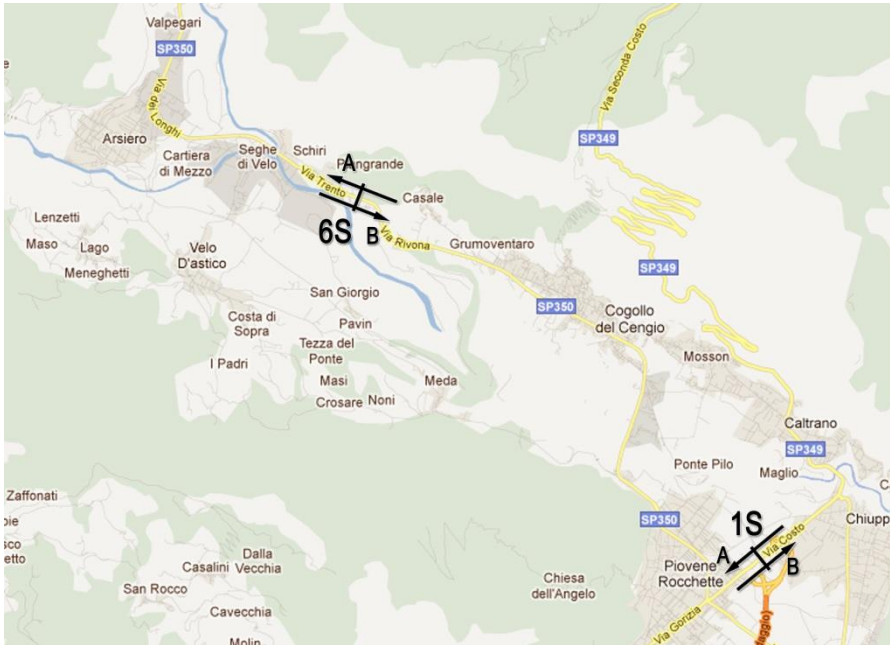 Valpegari
SP350
Via dei Longhi
Arsiero
Cartiera
di Mezzo
Seghe
di Velo
Schiri
A
Via Trento
Casale
6S
B
Via Rivona
Grumoventaro
Via Seconda Costo
SP349
SP349
Lenzetti
Maso
Lago
Meneghetti
Velo
D'astico
San Giorgio
SP350
Cogollo
del Cengio
Costa di
Sopra
Pavin
Tezza del
Ponte
I Padri
Masi
Meda
Crosare
Noni
Mosson
Caltrano
SP349
Ponte Pilo
Maglio
Zaffonati
SP350
1S
Via Costo
Chiupp
A
B
Piovene
Rocchette
Dalla
Vecchia
Casalini
San Rocco
Chiesa
dell'Angelo
Cavecchia
Via Gorizia
faggio)
Molin